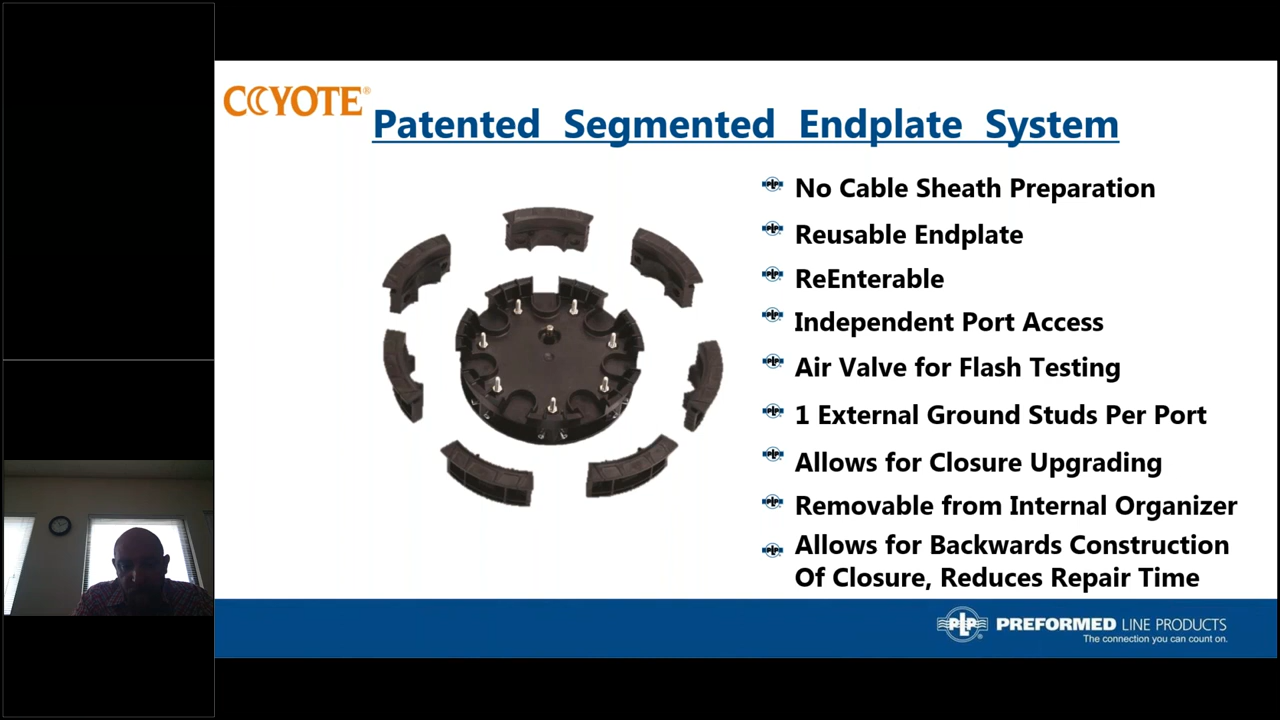 COYOTE®
Patented Segmented Endplate System
No Cable Sheath Preparation
Reusable Endplate
ReEnterable
Independent Port Access
Air Valve for Flash Testing
1 External Ground Studs Per Port
Allows for Closure Upgrading
Removable from Internal Organizer
Allows for Backwards Construction
Of Closure, Reduces Repair Time
PLP® PREFORMED LINE PRODUCTS
The connection you can count on.